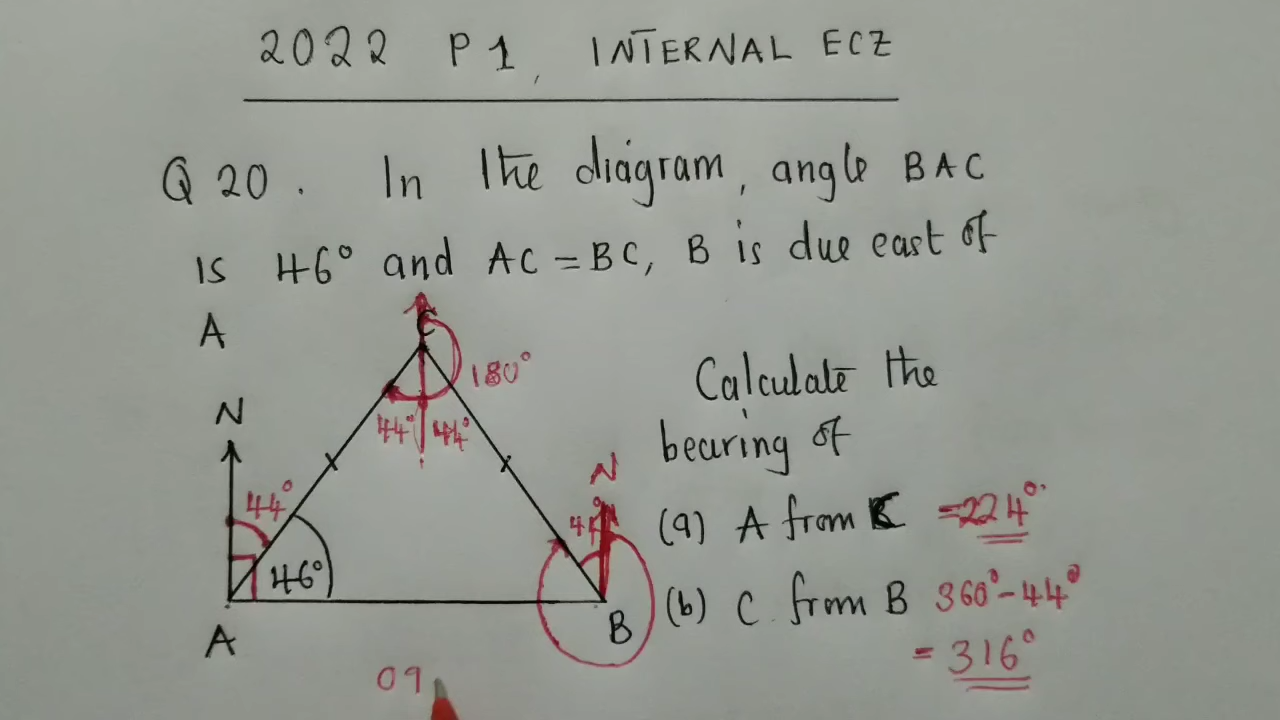 2022 P1, INTERNAL ECZ
Q 20. In the diagram, angle BAC
is 46° and AC = BC, B is due east of
A
C
180°
Calculate the
N
44° 44°
bearing of
N
44°
44°
(a) A from C = 224°.
46°
(b) C from B 360° - 44°
A
B
= 316°
09